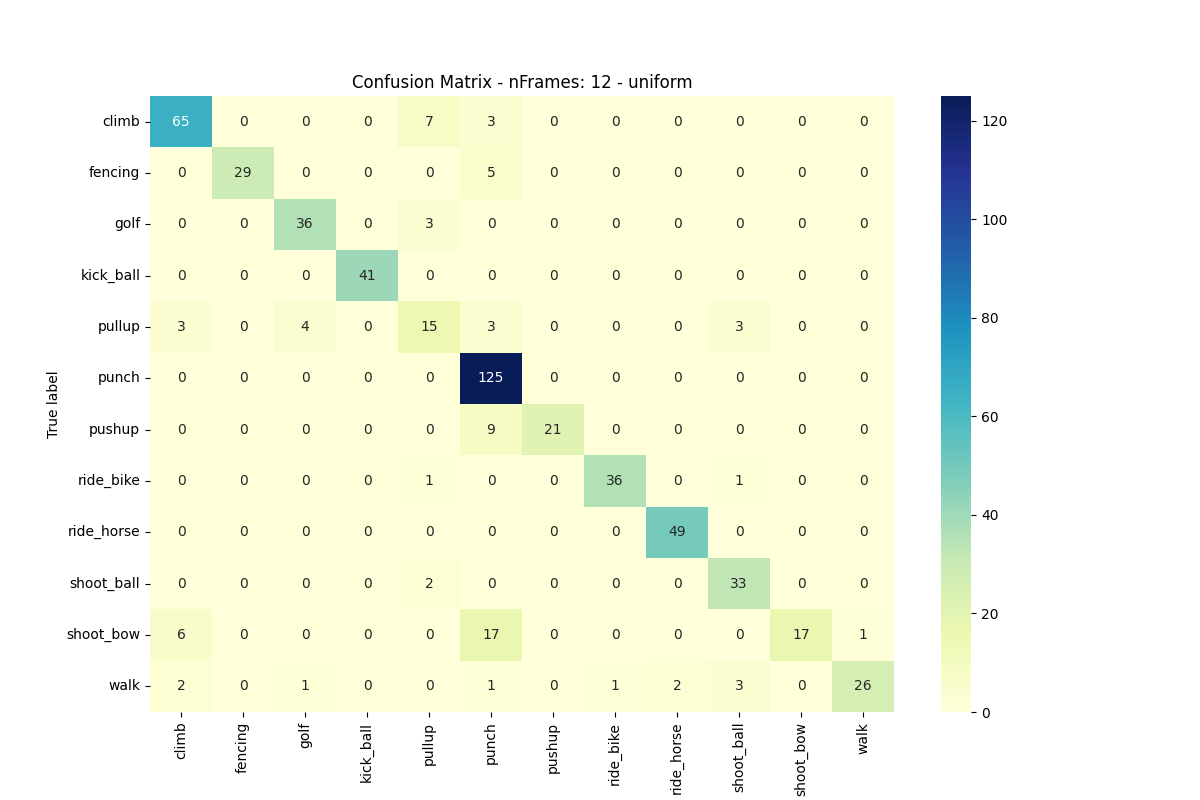 Confusion Matrix - nFrames: 12 - uniform
climb 65 0 0 0 7 3 0 0 0 0 0 0
fencing 0 29 0 0 0 5 0 0 0 0 0 0
golf 0 0 36 0 3 0 0 0 0 0 0 0
kick_ball 0 0 0 41 0 0 0 0 0 0 0 0
pullup 3 0 4 0 15 3 0 0 0 3 0 0
punch 0 0 0 0 0 125 0 0 0 0 0 0
pushup 0 0 0 0 0 9 21 0 0 0 0 0
ride_bike 0 0 0 0 1 0 0 36 0 1 0 0
ride_horse 0 0 0 0 0 0 0 0 49 0 0 0
shoot_ball 0 0 0 0 2 0 0 0 0 33 0 0
shoot_bow 6 0 0 0 0 17 0 0 0 0 17 1
walk 2 0 1 0 0 1 0 1 2 3 0 26
climb fencing golf kick_ball pullup punch pushup ride_bike ride_horse shoot_ball shoot_bow walk
True label
120
100
80
60
40
20
0